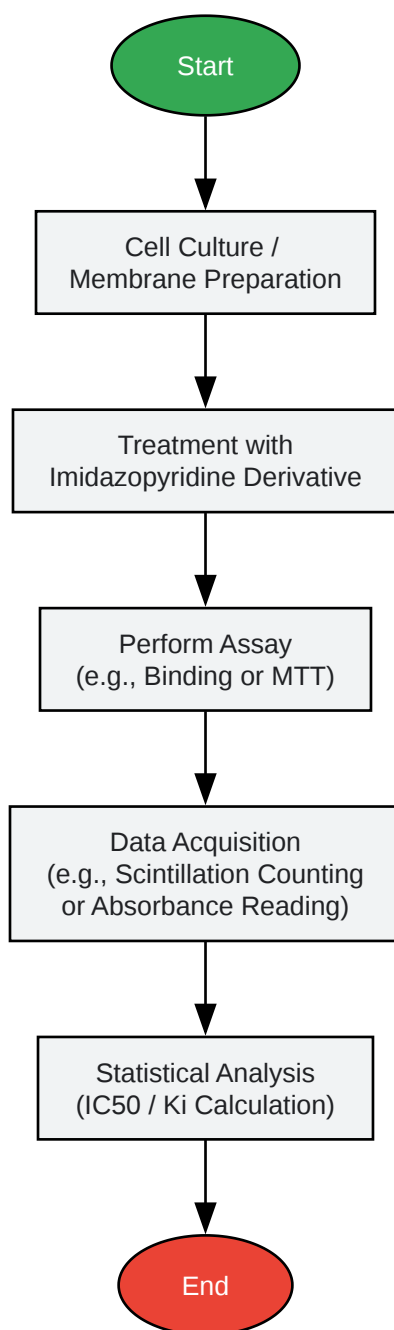 Start
Cell Culture /
Membrane Preparation
Treatment with
Imidazopyridine Derivative
Perform Assay
(e.g., Binding or MTT)
Data Acquisition
(e.g., Scintillation Counting
or Absorbance Reading)
Statistical Analysis
(IC50 / Ki Calculation)
End